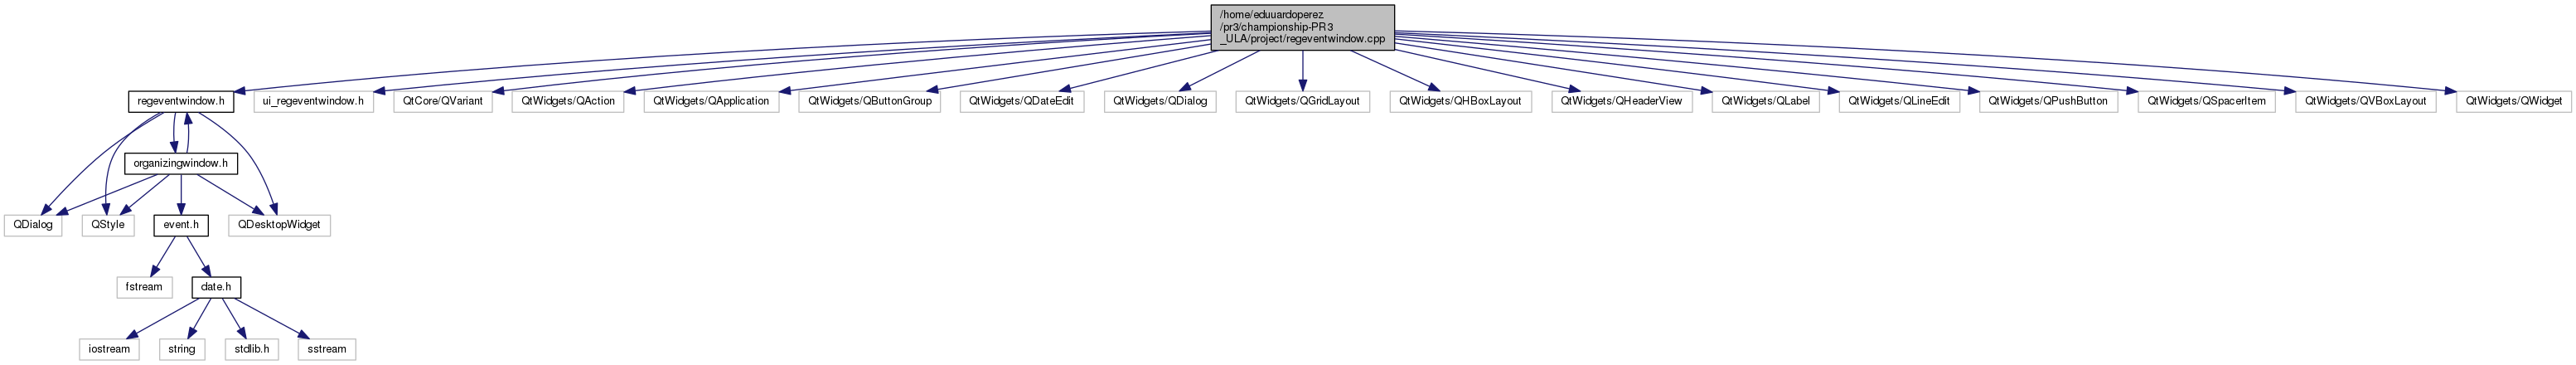 /home/eduuardoperez
/pr3/championship-PR3
_ULA/project/regeventwindow.cpp
regeventwindow.h
ui_regeventwindow.h
QtCore/QVariant
QtWidgets/QAction
QtWidgets/QApplication
QtWidgets/QButtonGroup
QtWidgets/QDateEdit
QtWidgets/QDialog
QtWidgets/QGridLayout
QtWidgets/QHBoxLayout
QtWidgets/QHeaderView
QtWidgets/QLabel
QtWidgets/QLineEdit
QtWidgets/QPushButton
QtWidgets/QSpacerItem
QtWidgets/QVBoxLayout
QtWidgets/QWidget
organizingwindow.h
QDialog
QStyle
event.h
QDesktopWidget
fstream
date.h
iostream
string
stdlib.h
sstream